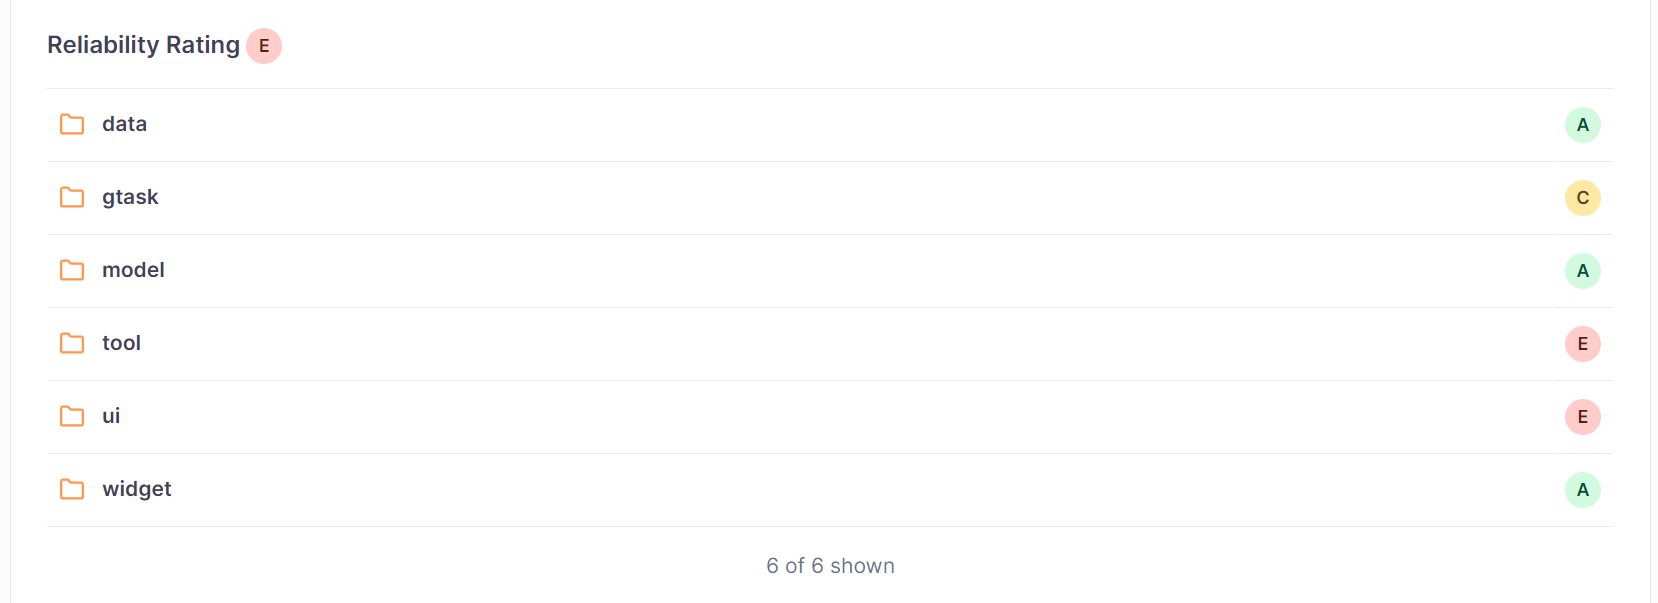 Reliability Rating E
data A
gtask C
model A
tool E
ui E
widget A
6 of 6 shown